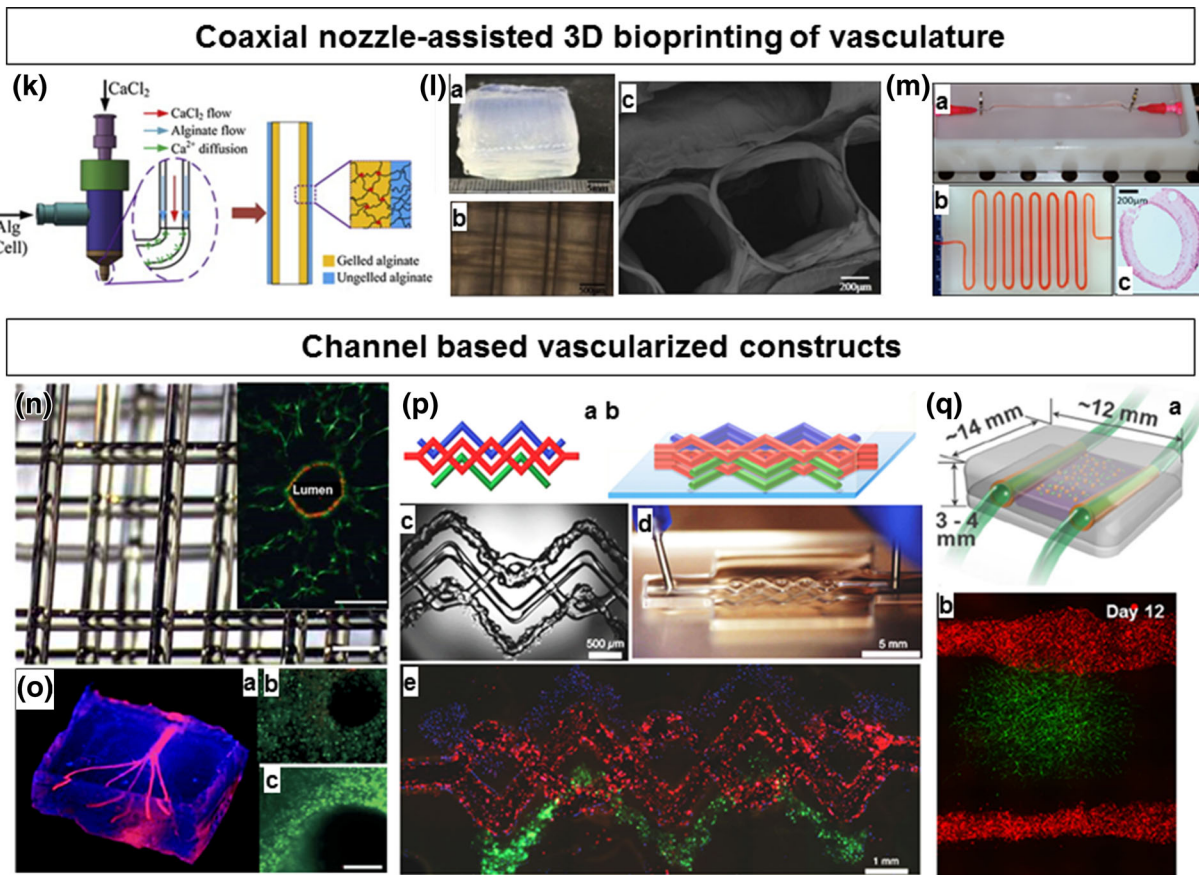 Coaxial nozzle-assisted 3D bioprinting of vasculature
(k)
CaCl₂
CaCl₂ flow
Alginate flow
Ca²⁺ diffusion
Alg
Cell)
Gelled alginate
Ungelled alginate
(l)
a
5mm
b
500μm
c
200μm
(m)
a
b
200μm
c
Channel based vascularized constructs
(n)
Lumen
(o)
a
b
c
(p)
a b
c
500 μm
d
5 mm
e
1 mm
(q)
a
~14 mm
~12 mm
3 - 4
mm
b
Day 12